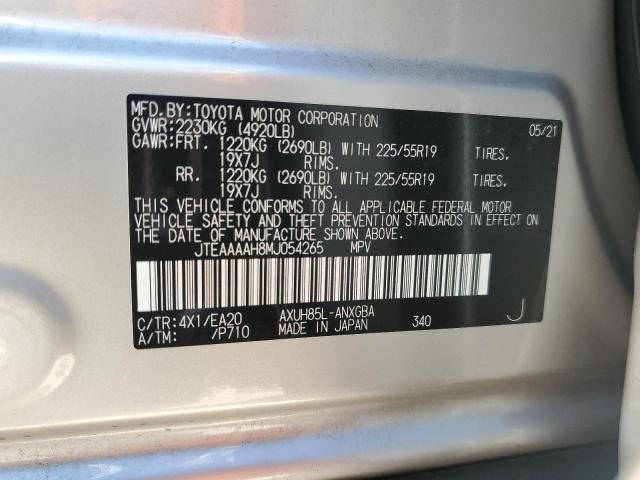 MFD.BY:TOYOTA MOTOR CORPORATION 05/21
GVWR:2230KG (4920LB)
GAWR:FRT. 1220KG (2690LB) WITH 225/55R19 TIRES.
19X7J RIMS.
RR. 1220KG (2690LB) WITH 225/55R19 TIRES.
19X7J RIMS.
THIS VEHICLE CONFORMS TO ALL APPLICABLE FEDERAL MOTOR
VEHICLE SAFETY AND THEFT PREVENTION STANDARDS IN EFFECT ON
THE DATE OF MANUFACTURE SHOWN ABOVE.
JTEAAAAH8MJ054265 MPV
C/TR:4X1/EA20 AXUH85L-ANXGBA
A/TM: /P710 MADE IN JAPAN 340 J